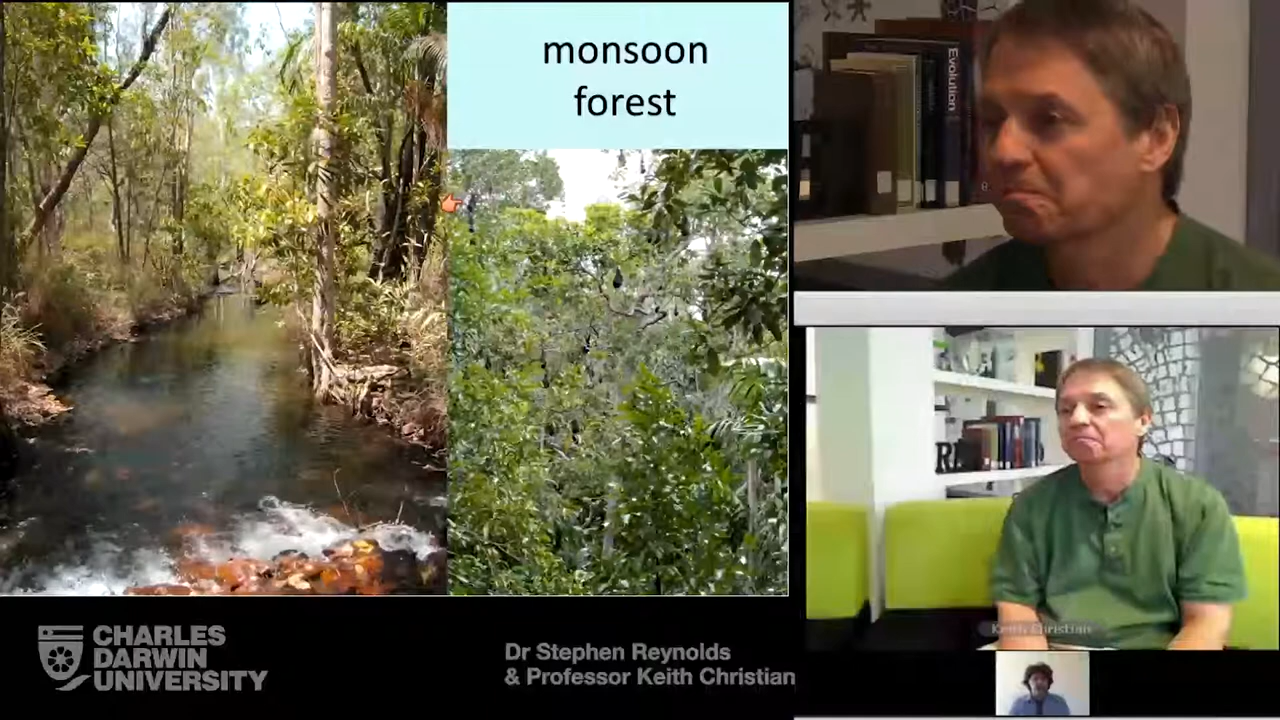 monsoon
forest
Evolution
R
Keith Christian
CHARLES
DARWIN
UNIVERSITY
Dr Stephen Reynolds
& Professor Keith Christian